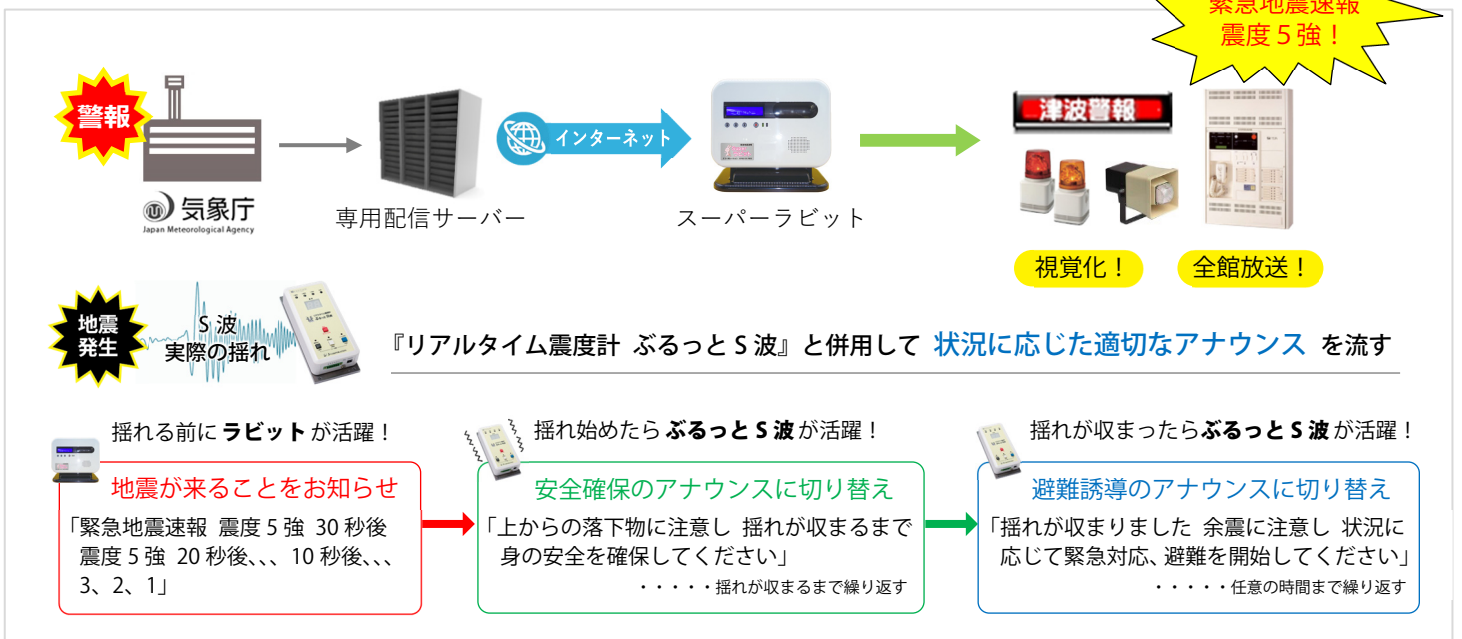 緊急地震速報
震度5強！
警報
気象庁
Japan Meteorological Agency
専用配信サーバー
インターネット
スーパーラビット
津波警報
視覚化！
全館放送！
地震
発生
S波
実際の揺れ
『リアルタイム震度計 ぶるっとS波』と併用して 状況に応じた適切なアナウンス を流す
揺れる前にラビットが活躍！
地震が来ることをお知らせ
「緊急地震速報 震度5強 30秒後
震度5強 20秒後、、、 10秒後、、、
3、2、1」
揺れ始めたらぶるっとS波が活躍！
安全確保のアナウンスに切り替え
「上からの落下物に注意し 揺れが収まるまで
身の安全を確保してください」
・・・・・揺れが収まるまで繰り返す
揺れが収まったらぶるっとS波が活躍！
避難誘導のアナウンスに切り替え
「揺れが収まりました 余震に注意し 状況に
応じて緊急対応、避難を開始してください」
・・・・・任意の時間まで繰り返す